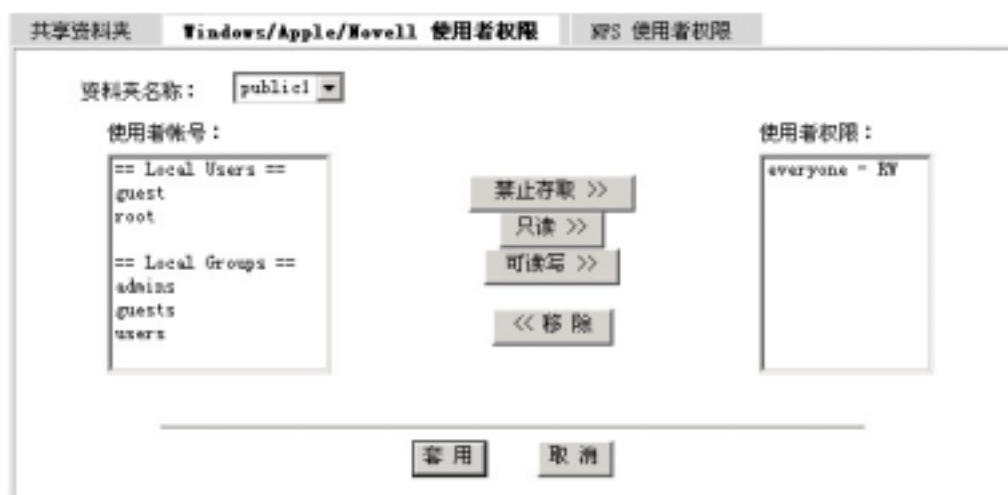 共享资料夹
Windows/Apple/Novell 使用者权限
NFS 使用者权限
资料夹名称：
public1
使用者帐号：
使用者权限：
== Local Users ==
guest
root
== Local Groups ==
admins
guests
users
禁止存取 >>
只读 >>
可读写 >>
<< 移 除
everyone - RW
套 用
取 消